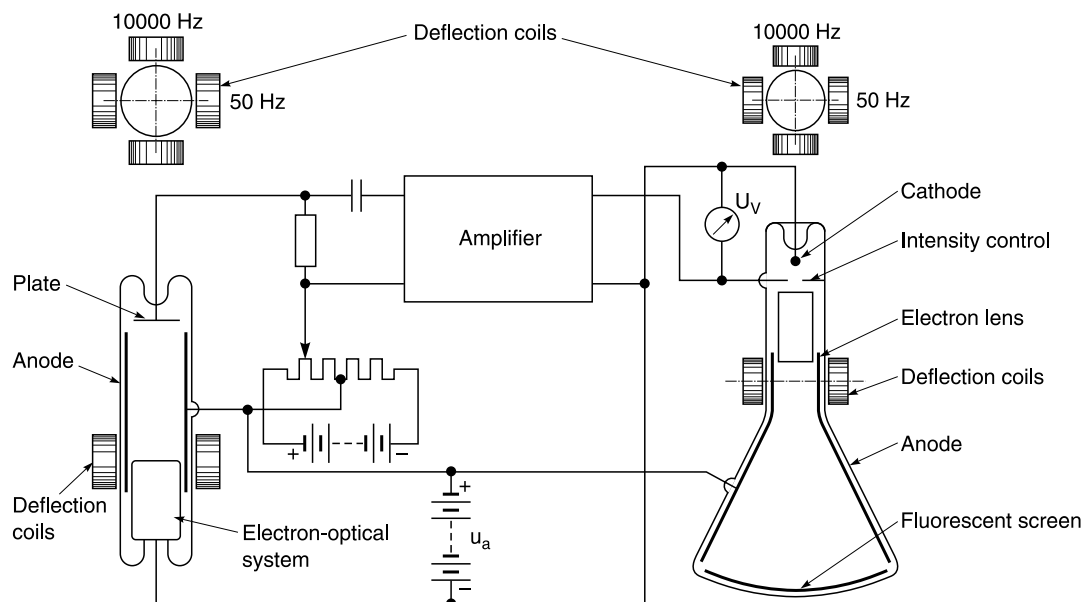 10000 Hz
Deflection coils
10000 Hz
50 Hz
50 Hz
U_V
Cathode
Amplifier
Intensity control
Plate
Electron lens
Anode
Deflection coils
+
−
Anode
+
Deflection
coils
Electron-optical
system
u_a
Fluorescent screen
−